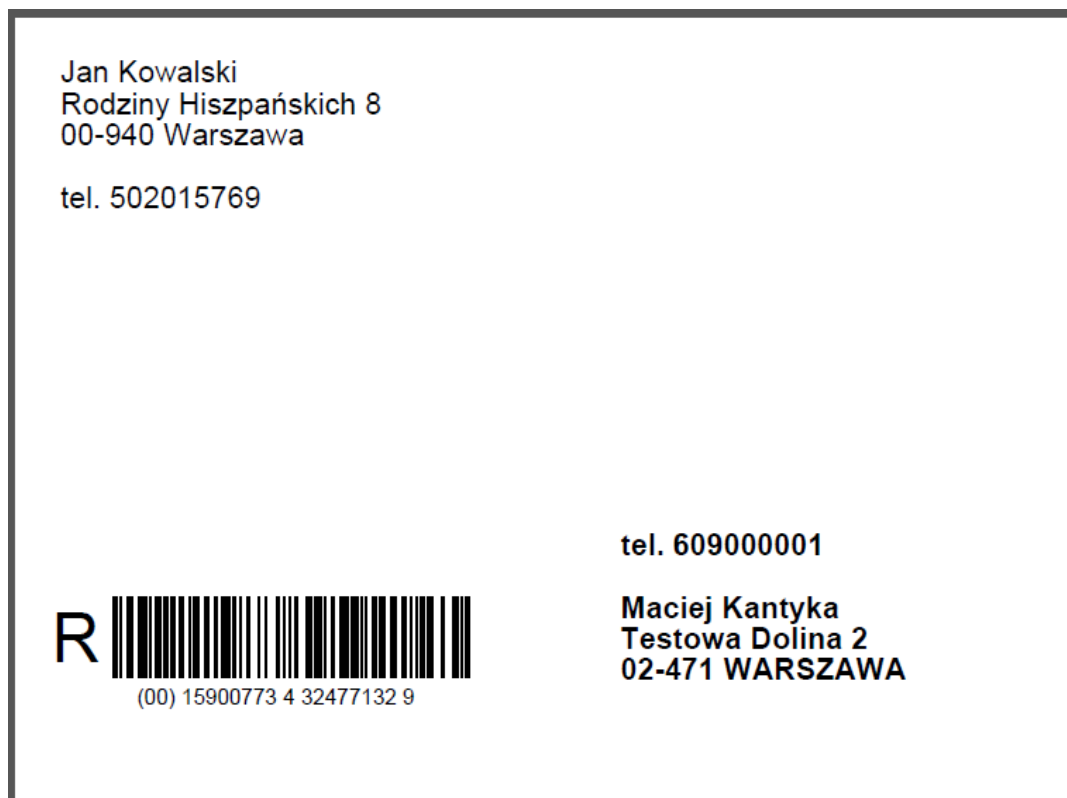 Jan Kowalski
Rodziny Hiszpańskich 8
00-940 Warszawa
tel. 502015769
tel. 609000001
Maciej Kantyka
Testowa Dolina 2
02-471 WARSZAWA
R
(00) 15900773 4 32477132 9